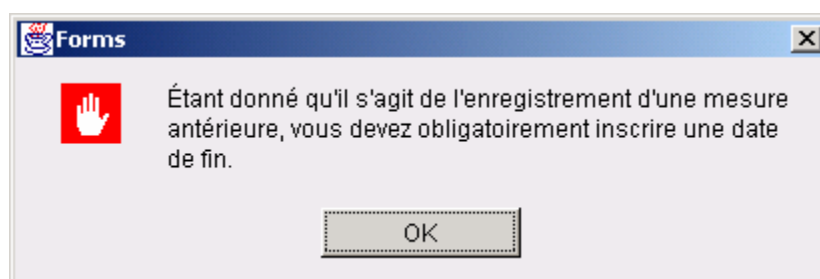 Forms
Étant donné qu'il s'agit de l'enregistrement d'une mesure
antérieure, vous devez obligatoirement inscrire une date
de fin.
OK